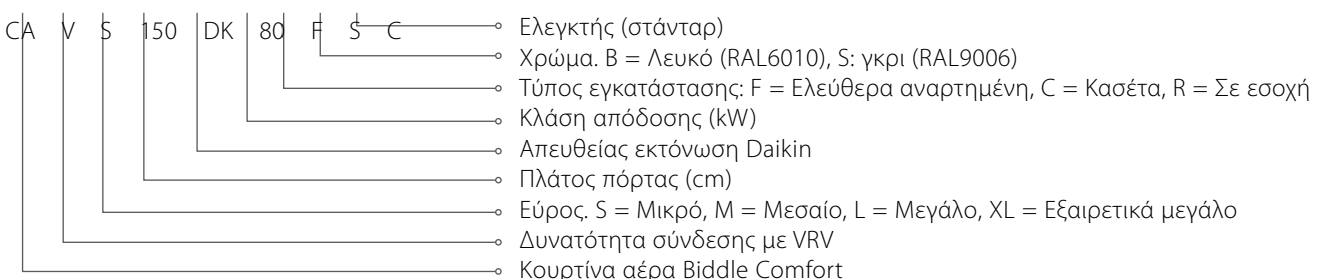 CA V S 150 DK 80 F S C
Ελεγκτής (στάνταρ)
Χρώμα. B = Λευκό (RAL6010), S: γκρι (RAL9006)
Τύπος εγκατάστασης: F = Ελεύθερα αναρτημένη, C = Κασέτα, R = Σε εσοχή
Κλάση απόδοσης (kW)
Απευθείας εκτόνωση Daikin
Πλάτος πόρτας (cm)
Εύρος. S = Μικρό, M = Μεσαίο, L = Μεγάλο, XL = Εξαιρετικά μεγάλο
Δυνατότητα σύνδεσης με VRV
Κουρτίνα αέρα Biddle Comfort